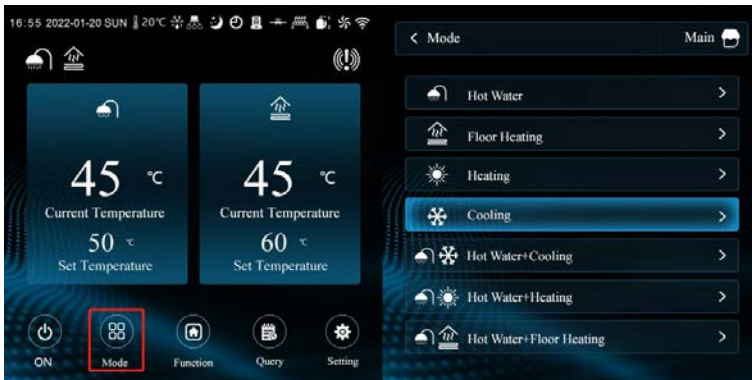 16:55 2022-01-20 SUN 20℃
45 ℃ 45 ℃
Current Temperature Current Temperature
50 ℃ 60 ℃
Set Temperature Set Temperature
ON Mode Function Query Setting
< Mode Main
Hot Water >
Floor Heating >
Heating >
Cooling >
Hot Water+Cooling >
Hot Water+Heating >
Hot Water+Floor Heating >